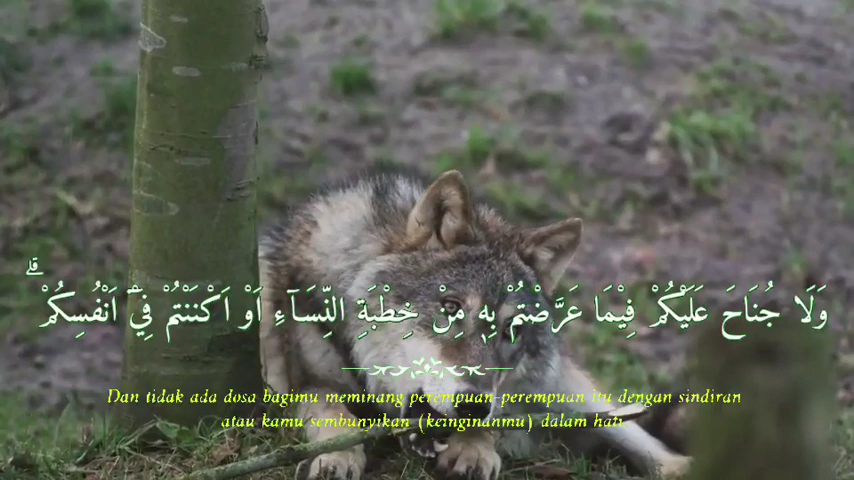 وَلَا جُنَاحَ عَلَيْكُمْ فِيْمَا عَرَّضْتُمْ بِهٖ مِنْ خِطْبَةِ النِّسَاۤءِ اَوْ اَكْنَنْتُمْ فِيْٓ اَنْفُسِكُمْ ۗ
Dan tidak ada dosa bagimu meminang perempuan-perempuan itu dengan sindiran
atau kamu sembunyikan (keinginanmu) dalam hati